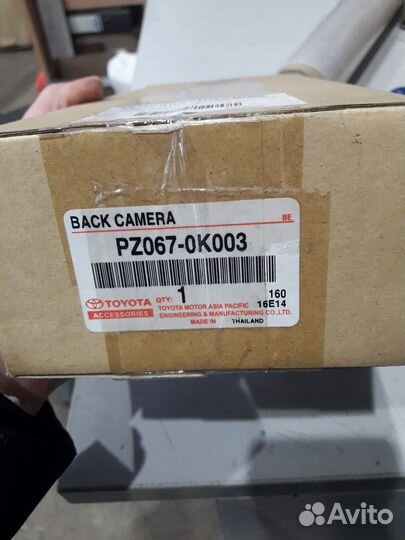 BACK CAMERA
BE
PZ067-0K003
TOYOTA
ACCESSORIES
QTY: 1
160
16E14
TOYOTA MOTOR ASIA PACIFIC
ENGINEERING & MANUFACTURING CO.,LTD.
MADE IN THAILAND
Avito